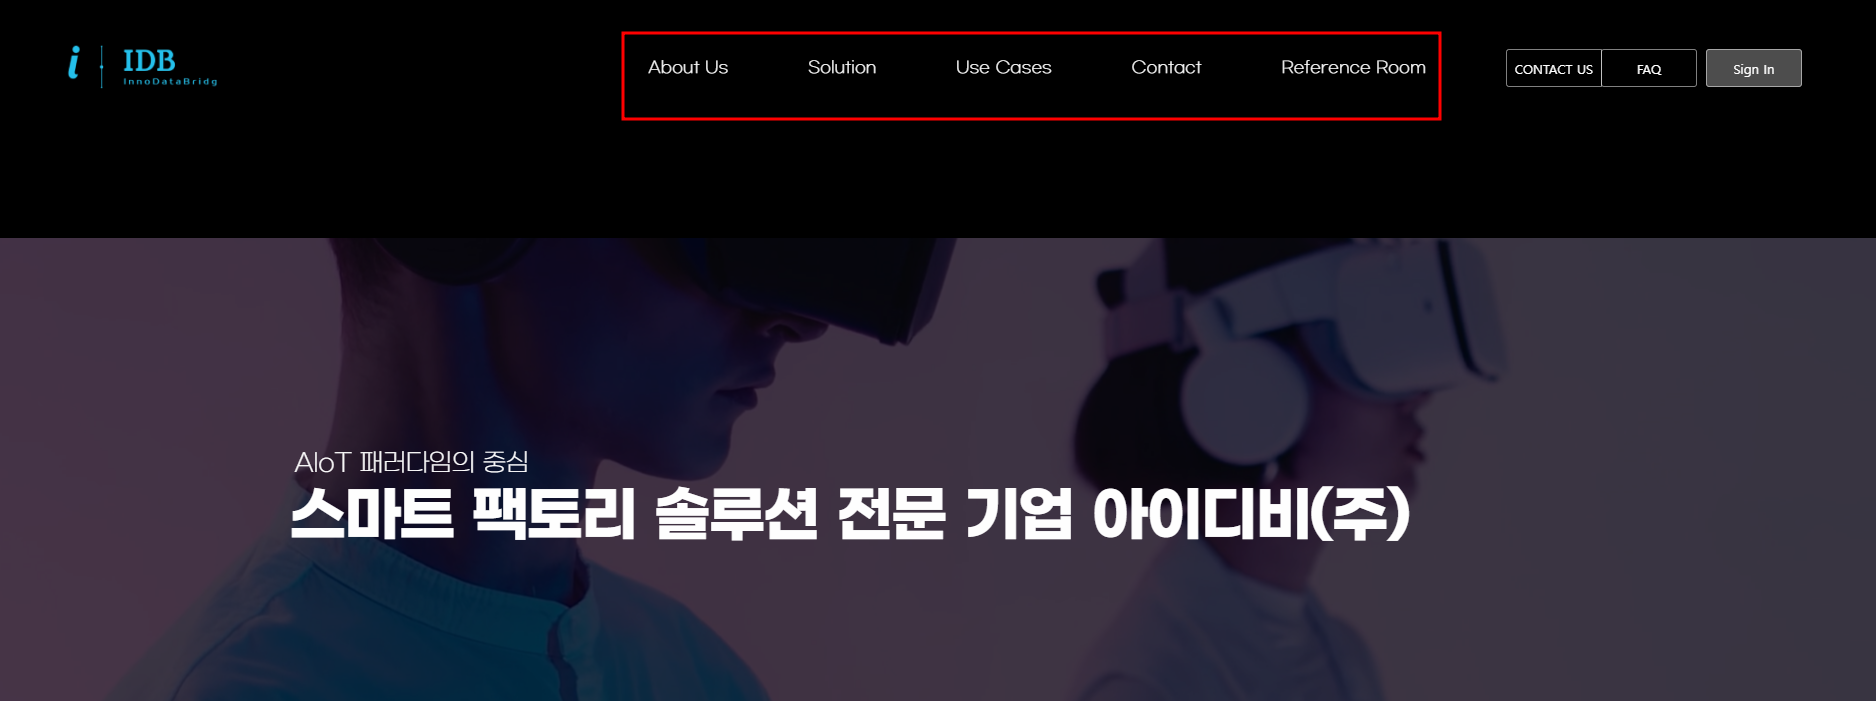 i IDB
InnoDataBridg
About Us Solution Use Cases Contact Reference Room CONTACT US FAQ Sign In
AIoT 패러다임의 중심
스마트 팩토리 솔루션 전문 기업 아이디비(주)